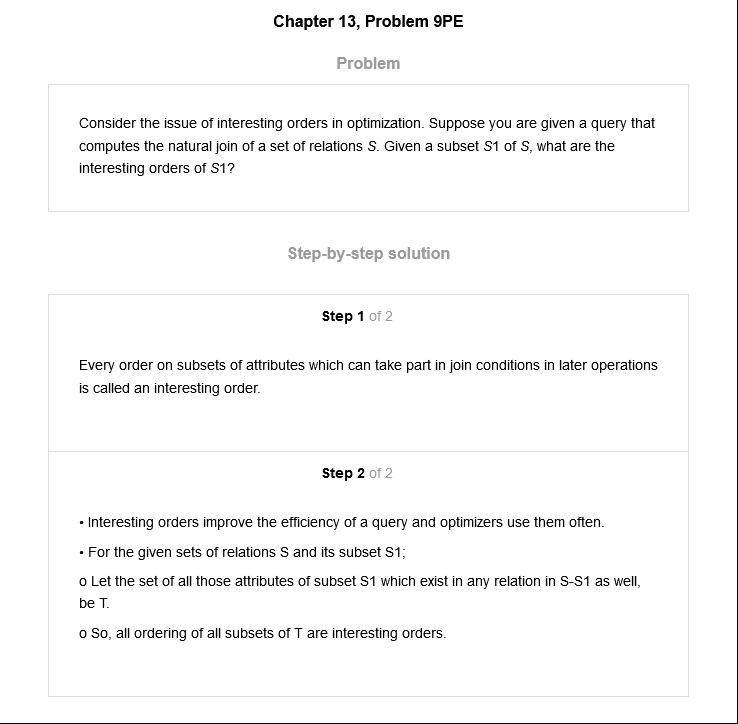 Chapter 13, Problem 9PE
Problem
Consider the issue of interesting orders in optimization. Suppose you are given a query that
computes the natural join of a set of relations S. Given a subset S1 of S, what are the
interesting orders of S1?
Step-by-step solution
Step 1 of 2
Every order on subsets of attributes which can take part in join conditions in later operations
is called an interesting order.
Step 2 of 2
• Interesting orders improve the efficiency of a query and optimizers use them often.
• For the given sets of relations S and its subset S1;
o Let the set of all those attributes of subset S1 which exist in any relation in S-S1 as well,
be T.
o So, all ordering of all subsets of T are interesting orders.